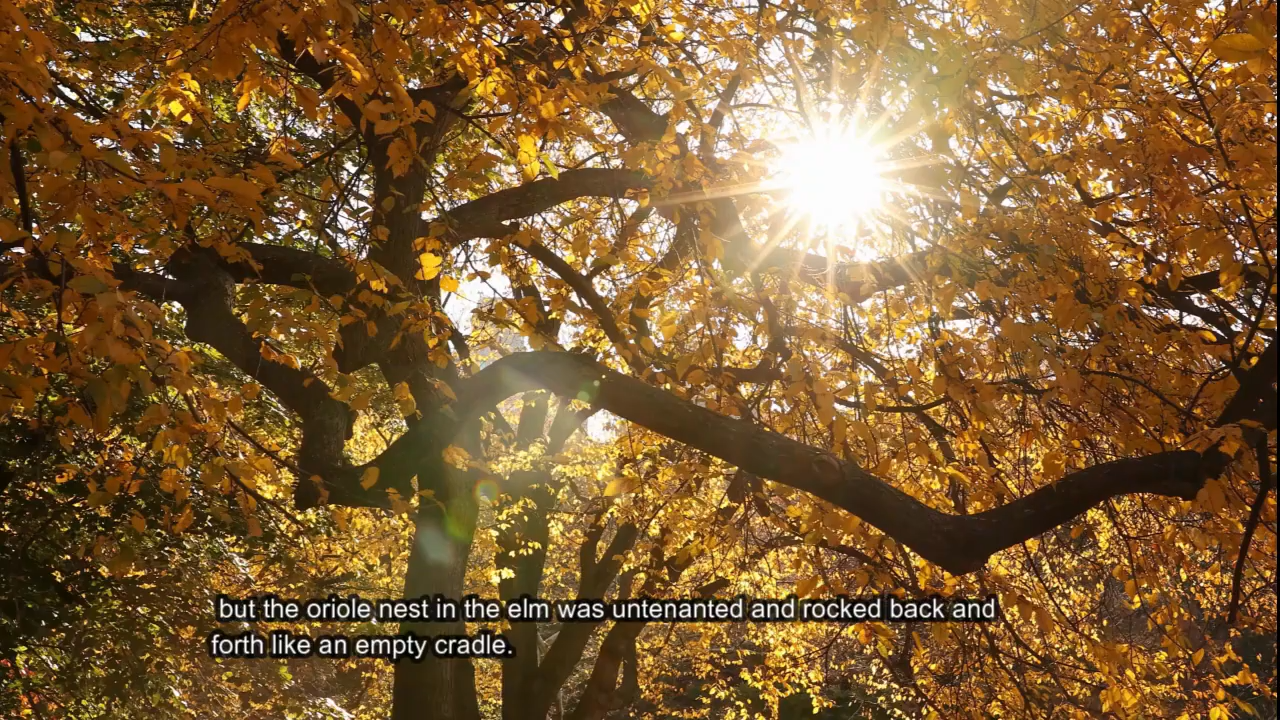 but the oriole nest in the elm was untenanted and rocked back and
forth like an empty cradle.